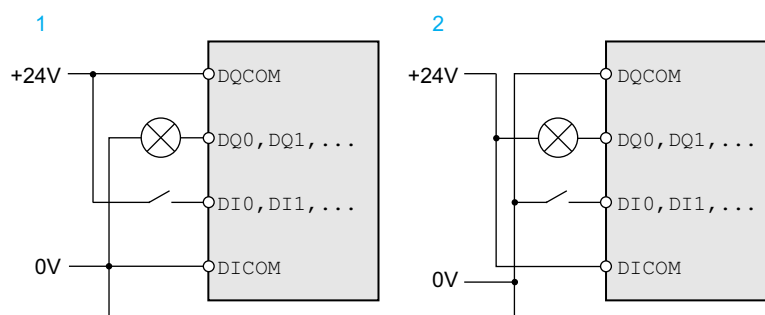 1
+24V
DQCOM
DQ0,DQ1,...
DI0,DI1,...
0V
DICOM
2
+24V
DQCOM
DQ0,DQ1,...
DI0,DI1,...
DICOM
0V